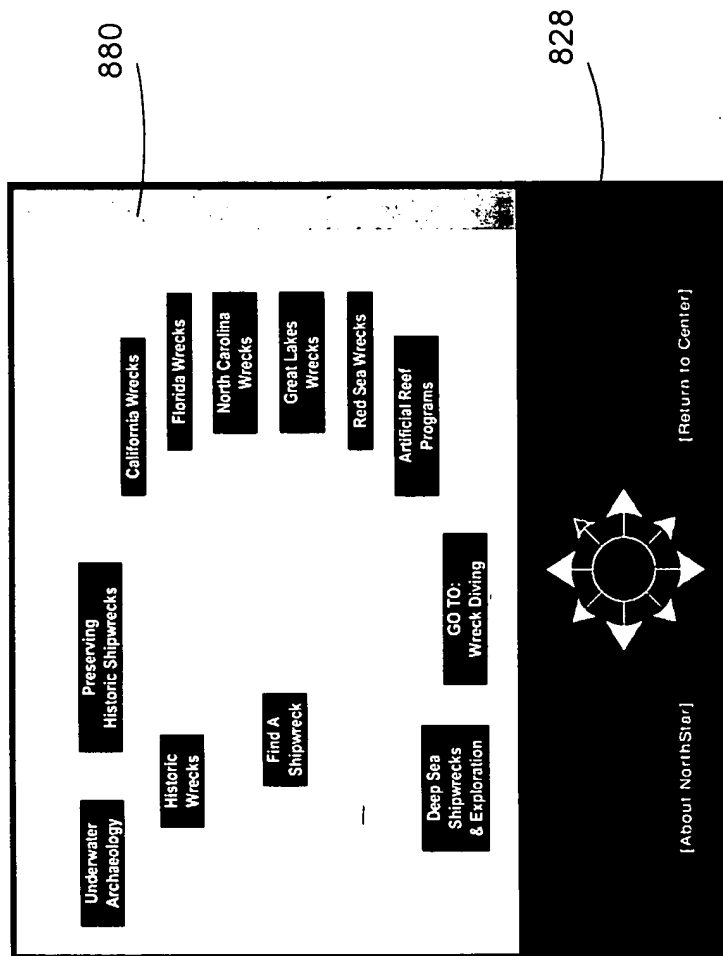 Underwater
Archaeology
Preserving
Historic Shipwrecks
880
California Wrecks
Historic
Wrecks
Florida Wrecks
North Carolina
Wrecks
Find A
Shipwreck
Great Lakes
Wrecks
Red Sea Wrecks
Artificial Reef
Programs
Deep Sea
Shipwrecks
& Exploration
GO TO:
Wreck Diving
828
[About NorthStar]
[Return to Center]